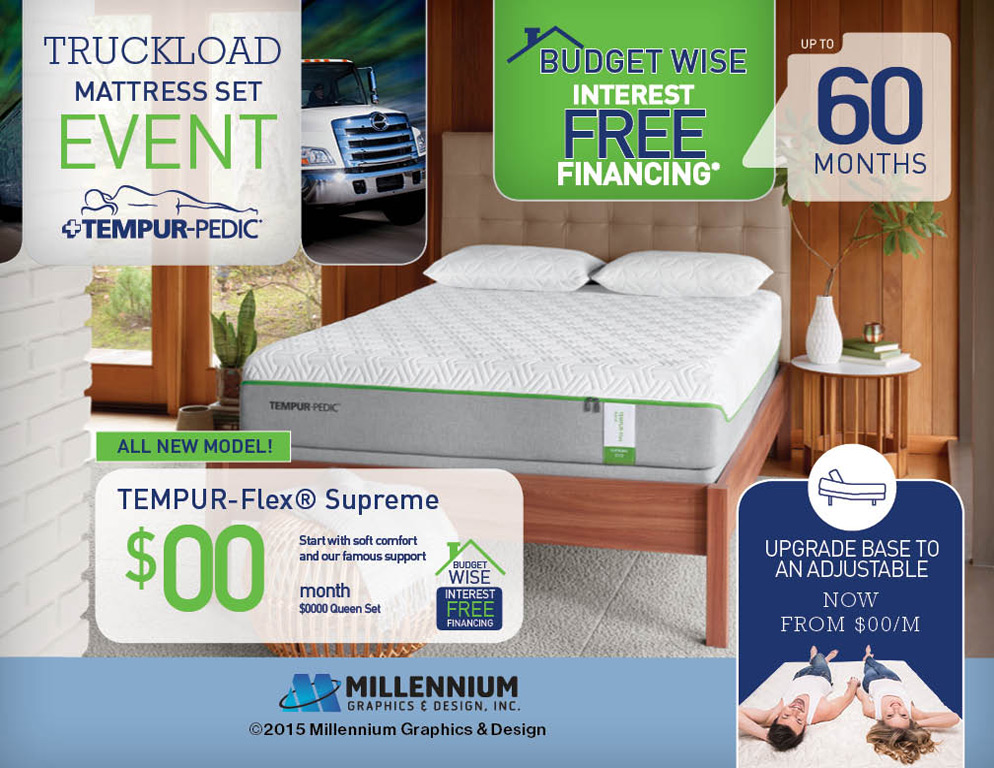 TRUCKLOAD
MATTRESS SET
EVENT
TEMPUR-PEDIC
BUDGET WISE
INTEREST
FREE
FINANCING*
UP TO
60
MONTHS
TEMPUR-PEDIC
ALL NEW MODEL!
TEMPUR-Flex® Supreme
$00
Start with soft comfort
and our famous support
month
$0000 Queen Set
BUDGET
WISE
INTEREST
FREE
FINANCING
UPGRADE BASE TO
AN ADJUSTABLE
NOW
FROM $00/M
MILLENNIUM
GRAPHICS & DESIGN, INC.
©2015 Millennium Graphics & Design